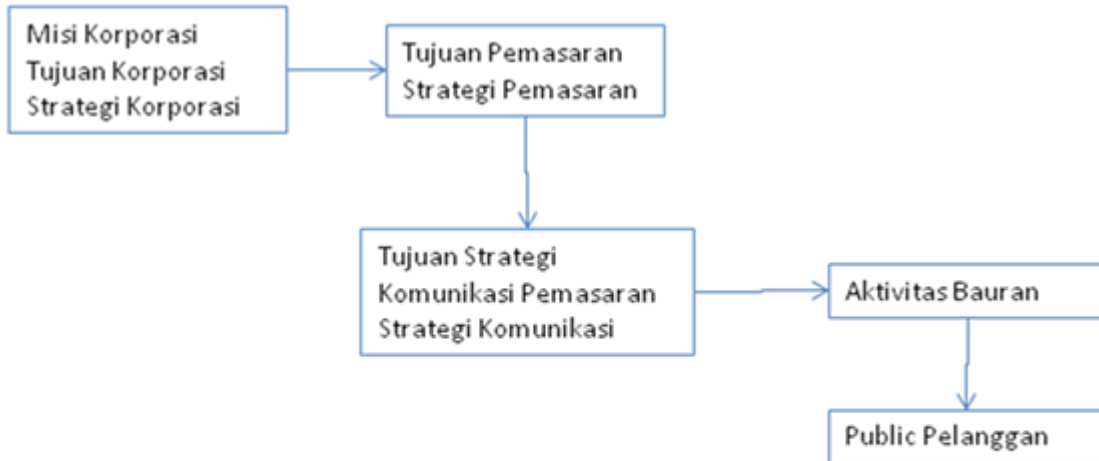 Misi Korporasi
Tujuan Korporasi
Strategi Korporasi
Tujuan Pemasaran
Strategi Pemasaran
Tujuan Strategi
Komunikasi Pemasaran
Strategi Komunikasi
Aktivitas Bauran
Public Pelanggan